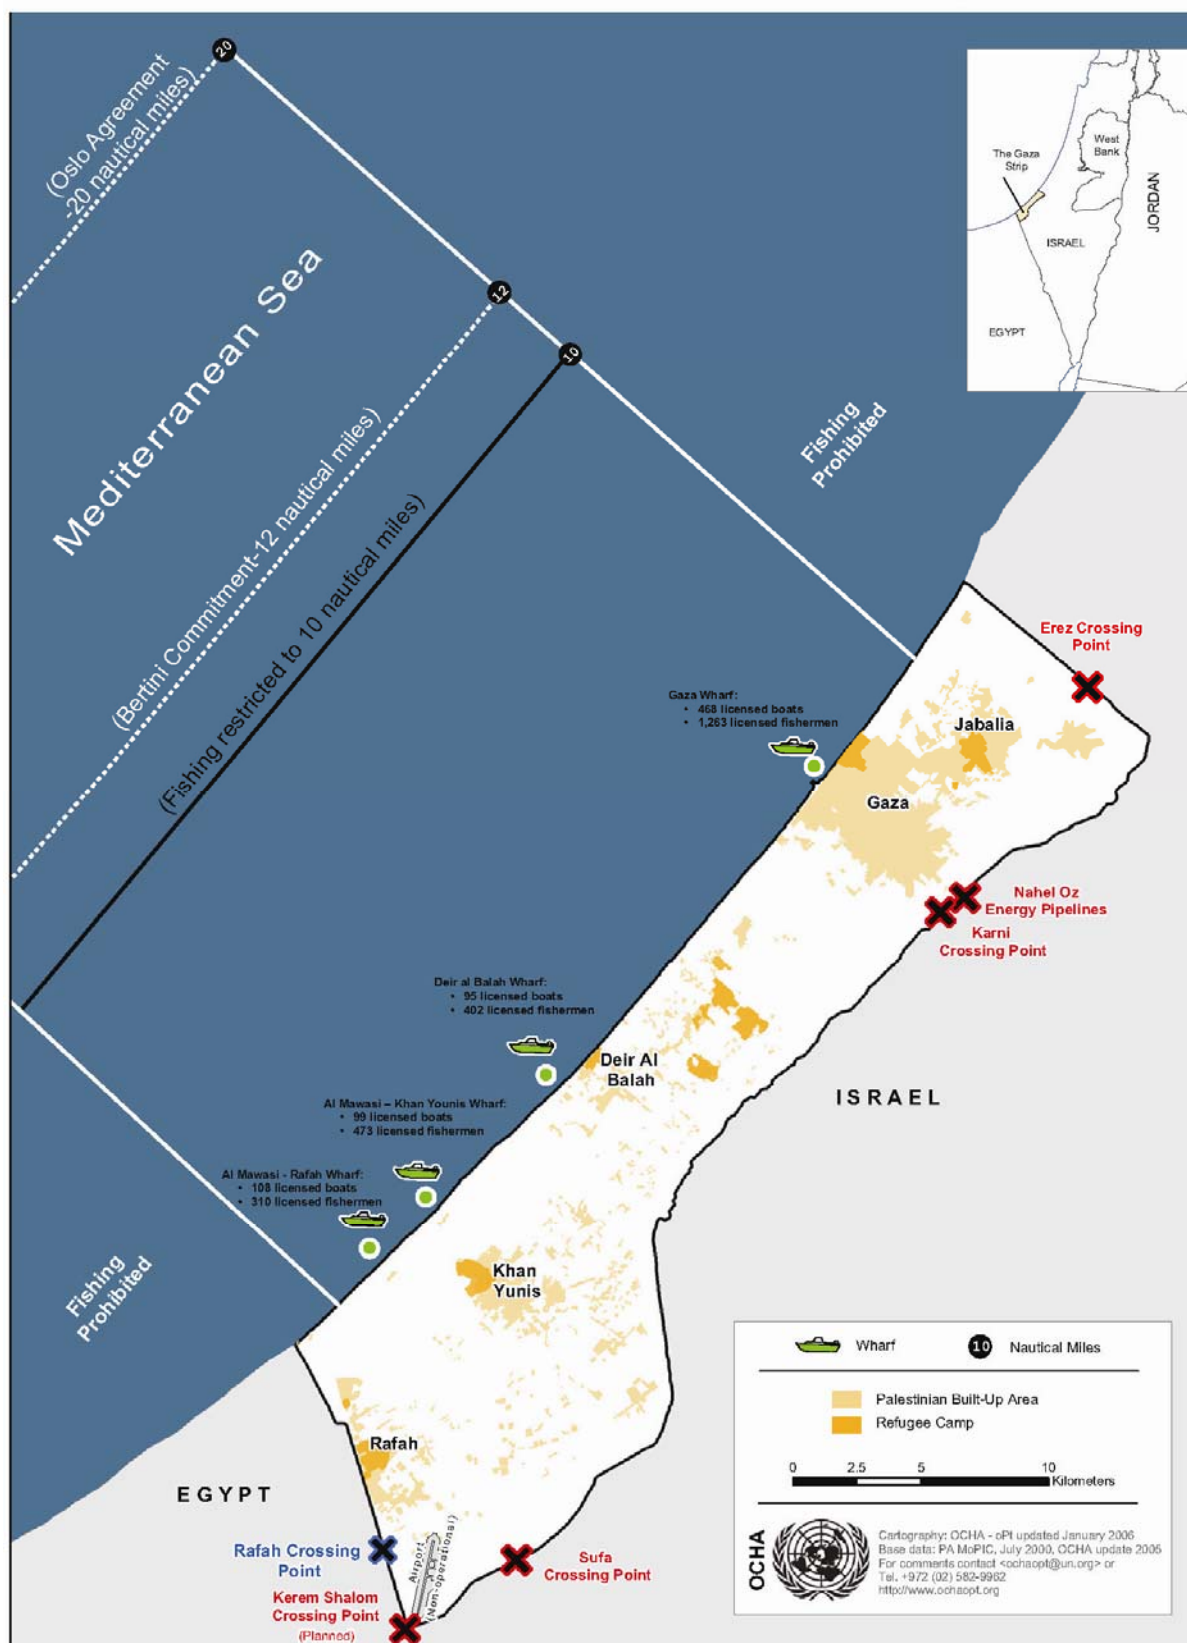 20
(Oslo Agreement
-20 nautical miles)
Mediterranean Sea
12
(Bertini Commitment-12 nautical miles)
10
(Fishing restricted to 10 nautical miles)
Fishing
Prohibited
The Gaza
Strip
West
Bank
JORDAN
ISRAEL
EGYPT
Erez Crossing
Point
Gaza Wharf:
• 468 licensed boats
• 1,263 licensed fishermen
Jabalia
Gaza
Nahel Oz
Energy Pipelines
Karni
Crossing Point
Deir al Balah Wharf:
• 95 licensed boats
• 402 licensed fishermen
Deir Al
Balah
ISRAEL
Al Mawasi – Khan Younis Wharf:
• 99 licensed boats
• 473 licensed fishermen
Al Mawasi - Rafah Wharf:
• 108 licensed boats
• 310 licensed fishermen
Fishing
Prohibited
Khan
Yunis
Rafah
EGYPT
Rafah Crossing
Point
Airport
(Non-operational)
Sufa
Crossing Point
Kerem Shalom
Crossing Point
(Planned)
Wharf
10 Nautical Miles
Palestinian Built-Up Area
Refugee Camp
0 2.5 5 10
Kilometers
OCHA
Cartography: OCHA - oPt updated January 2006
Base data: PA MoPIC, July 2000, OCHA update 2005
For comments contact <ochaopt@un.org> or
Tel. +972 (02) 582-9962
http://www.ochaopt.org